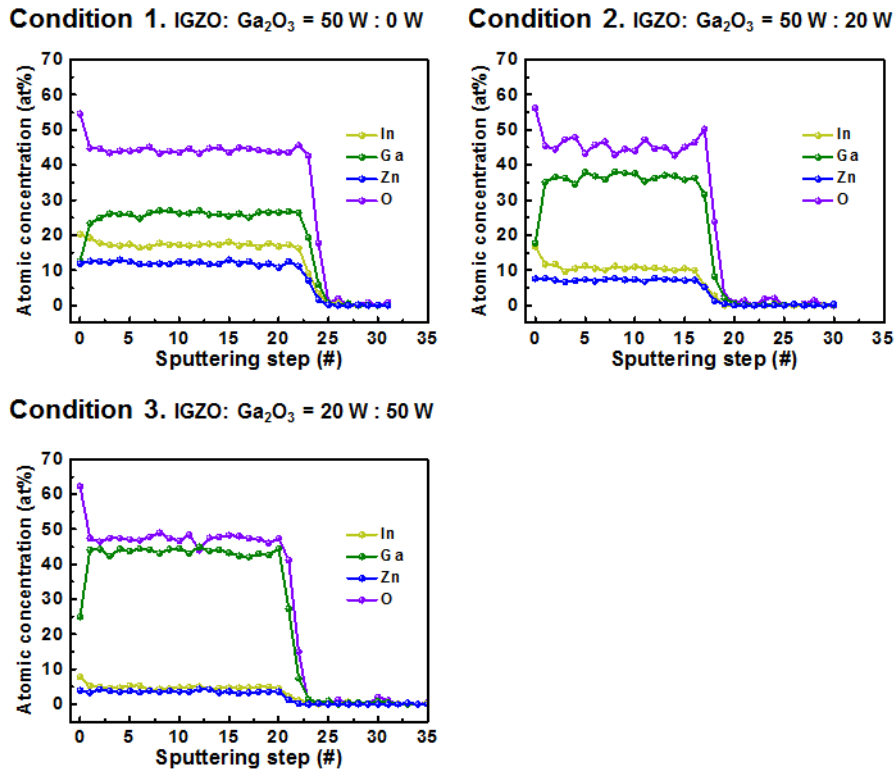 Condition 1. IGZO: Ga₂O₃ = 50 W : 0 W
Atomic concentration (at%)
70
60
50
40
30
20
10
0
In
Ga
Zn
O
0 5 10 15 20 25 30 35
Sputtering step (#)
Condition 2. IGZO: Ga₂O₃ = 50 W : 20 W
Atomic concentration (at%)
70
60
50
40
30
20
10
0
In
Ga
Zn
O
0 5 10 15 20 25 30 35
Sputtering step (#)
Condition 3. IGZO: Ga₂O₃ = 20 W : 50 W
Atomic concentration (at%)
70
60
50
40
30
20
10
0
In
Ga
Zn
O
0 5 10 15 20 25 30 35
Sputtering step (#)